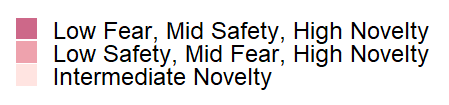 Low Fear, Mid Safety, High Novelty
Low Safety, Mid Fear, High Novelty
Intermediate Novelty